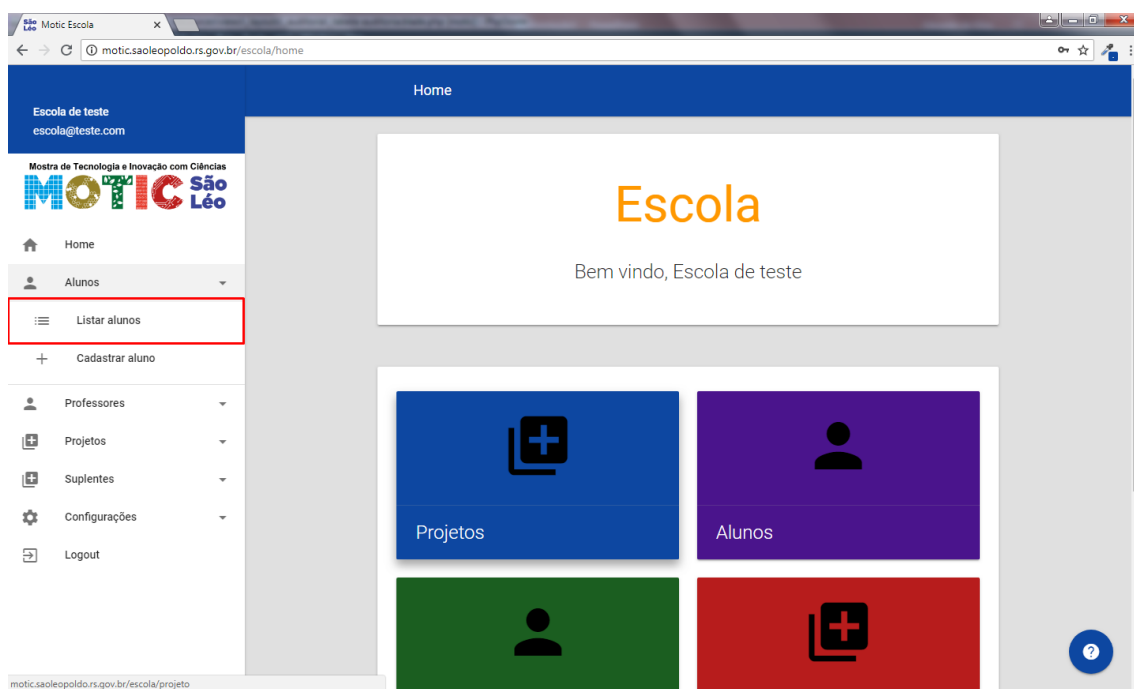 São Léo Motic Escola
motic.saoleopoldo.rs.gov.br/escola/home
Escola de teste
escola@teste.com
Mostra de Tecnologia e Inovação com Ciências
MOTIC São Léo
Home
Alunos
Listar alunos
Cadastrar aluno
Professores
Projetos
Suplentes
Configurações
Logout
Home
Escola
Bem vindo, Escola de teste
Projetos
Alunos
?
motic.saoleopoldo.rs.gov.br/escola/projeto